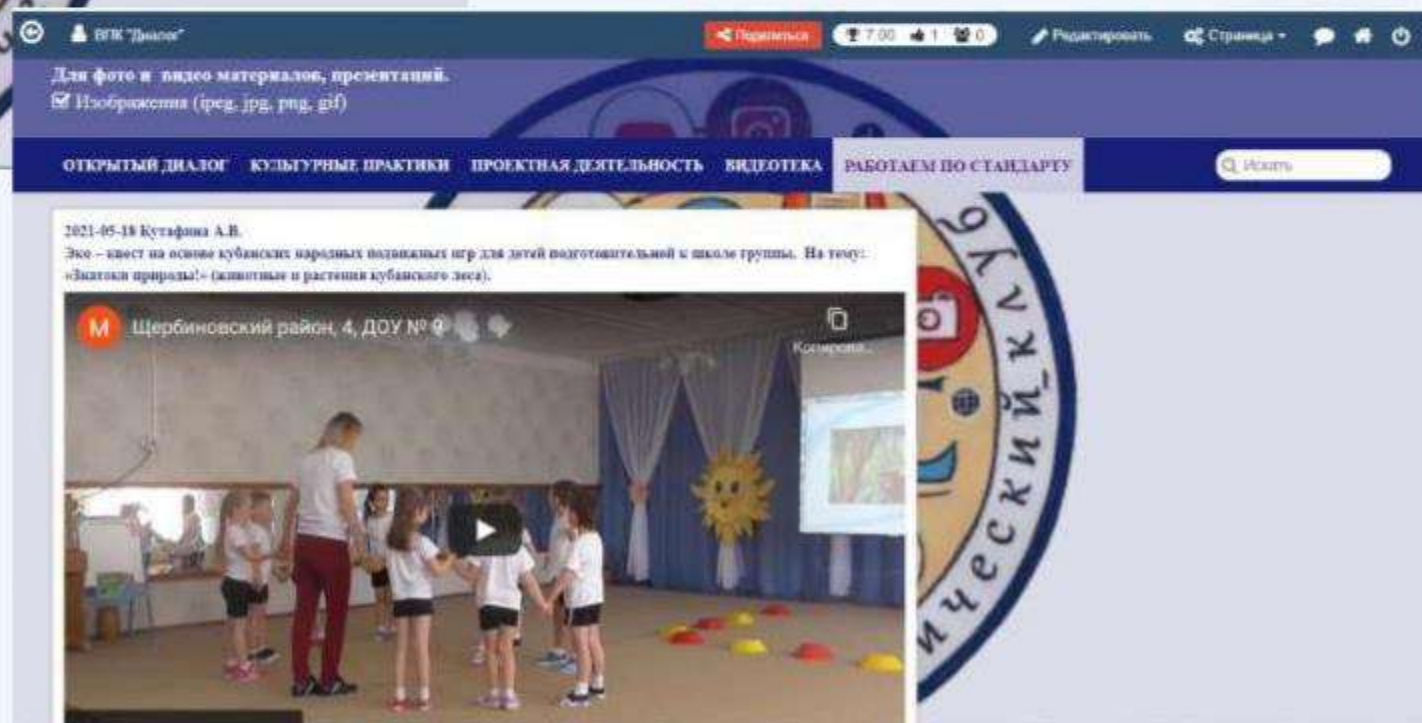 ВПК "Диалог"
Поделиться
7.00 1 0
Редактировать
Страница
Для фото и видео материалов, презентаций.
Изображения (ipeg, jpg, png, gif)
ОТКРЫТЫЙ ДИАЛОГ КУЛЬТУРНЫЕ ПРАКТИКИ ПРОЕКТНАЯ ДЕЯТЕЛЬНОСТЬ ВИДЕОТЕКА РАБОТАЕМ ПО СТАНДАРТУ
Искать
2021-05-18 Кутафина А.В.
Эко – квест на основе кубанских народных подвижных игр для детей подготовительной к школе группы. На тему:
«Знатоки природы!» (животные и растения кубанского леса).
М Щербиновский район, 4, ДОУ № 9
Копирова...
ический_клуб